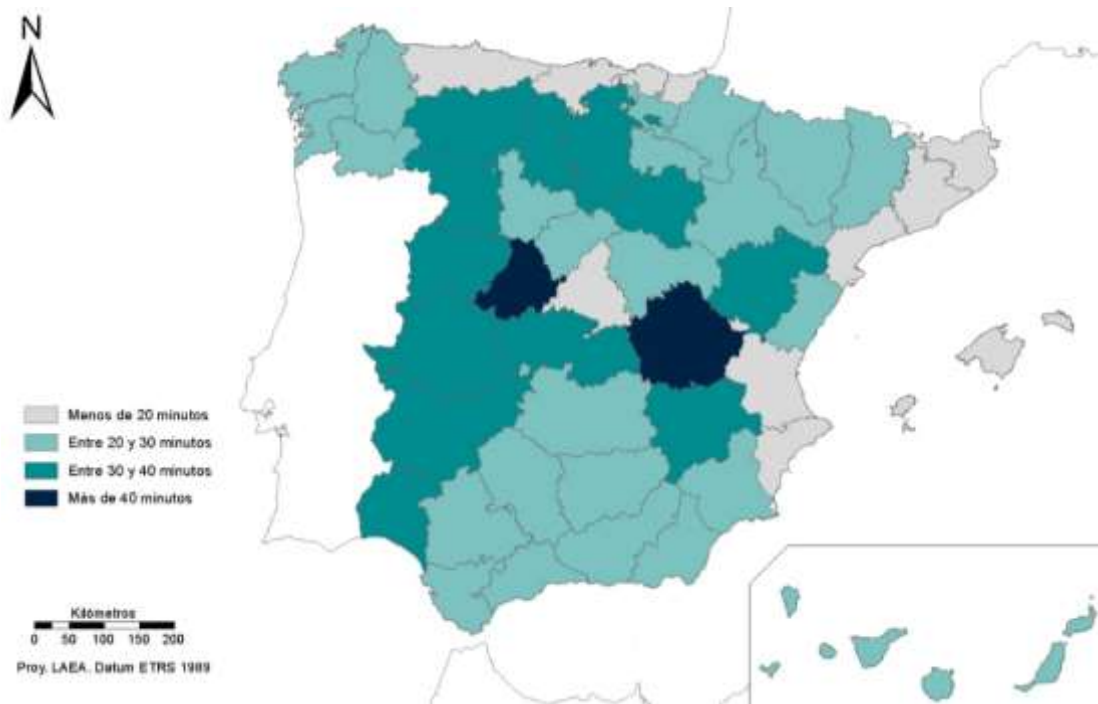 N
Menos de 20 minutos
Entre 20 y 30 minutos
Entre 30 y 40 minutos
Más de 40 minutos
Kilómetros
0 50 100 150 200
Proy. LAEA. Datum ETRS 1989